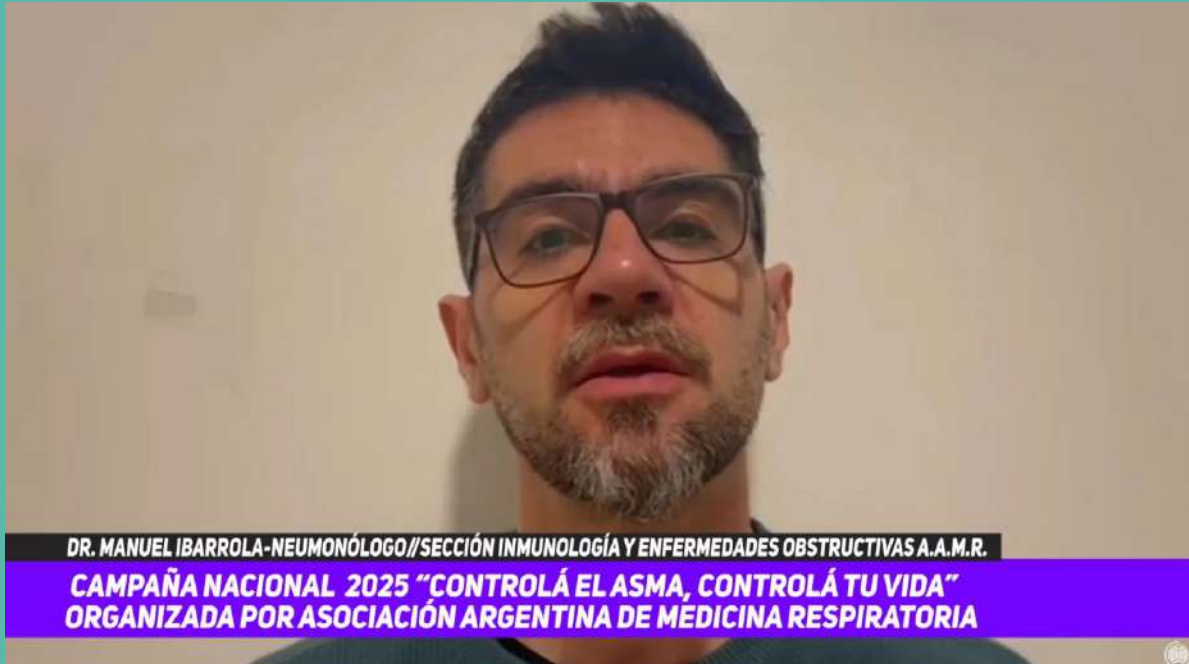 DR. MANUEL IBARROLA-NEUMONÓLOGO//SECCIÓN INMUNOLOGÍA Y ENFERMEDADES OBSTRUCTIVAS A.A.M.R.
CAMPAÑA NACIONAL 2025 “CONTROLÁ EL ASMA, CONTROLÁ TU VIDA”
ORGANIZADA POR ASOCIACIÓN ARGENTINA DE MEDICINA RESPIRATORIA